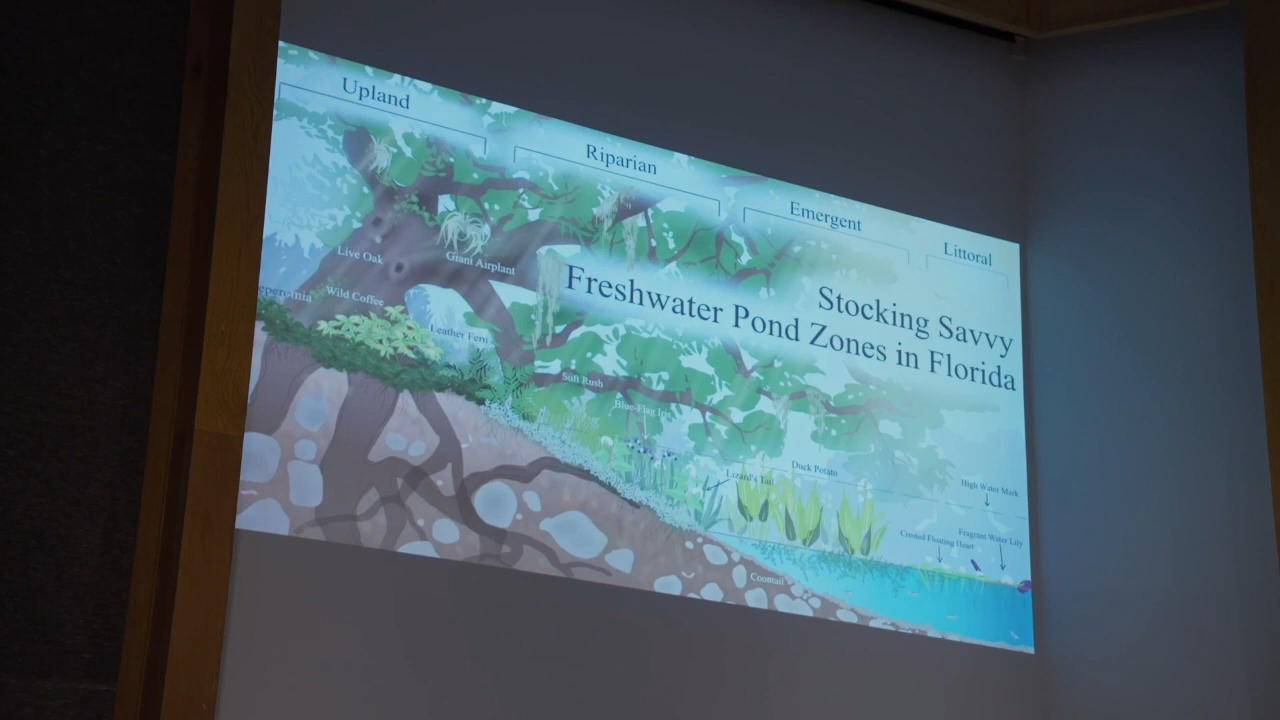 Upland
Riparian
Emergent
Littoral
Stocking Savvy
Freshwater Pond Zones in Florida
Live Oak
Giant Airplant
Wild Coffee
Leather Fern
Soft Rush
Blue-Flag Iris
Lizard's Tail
Duck Potato
High Water Mark
Crested Floating Heart
Fragrant Water Lily
Coontail